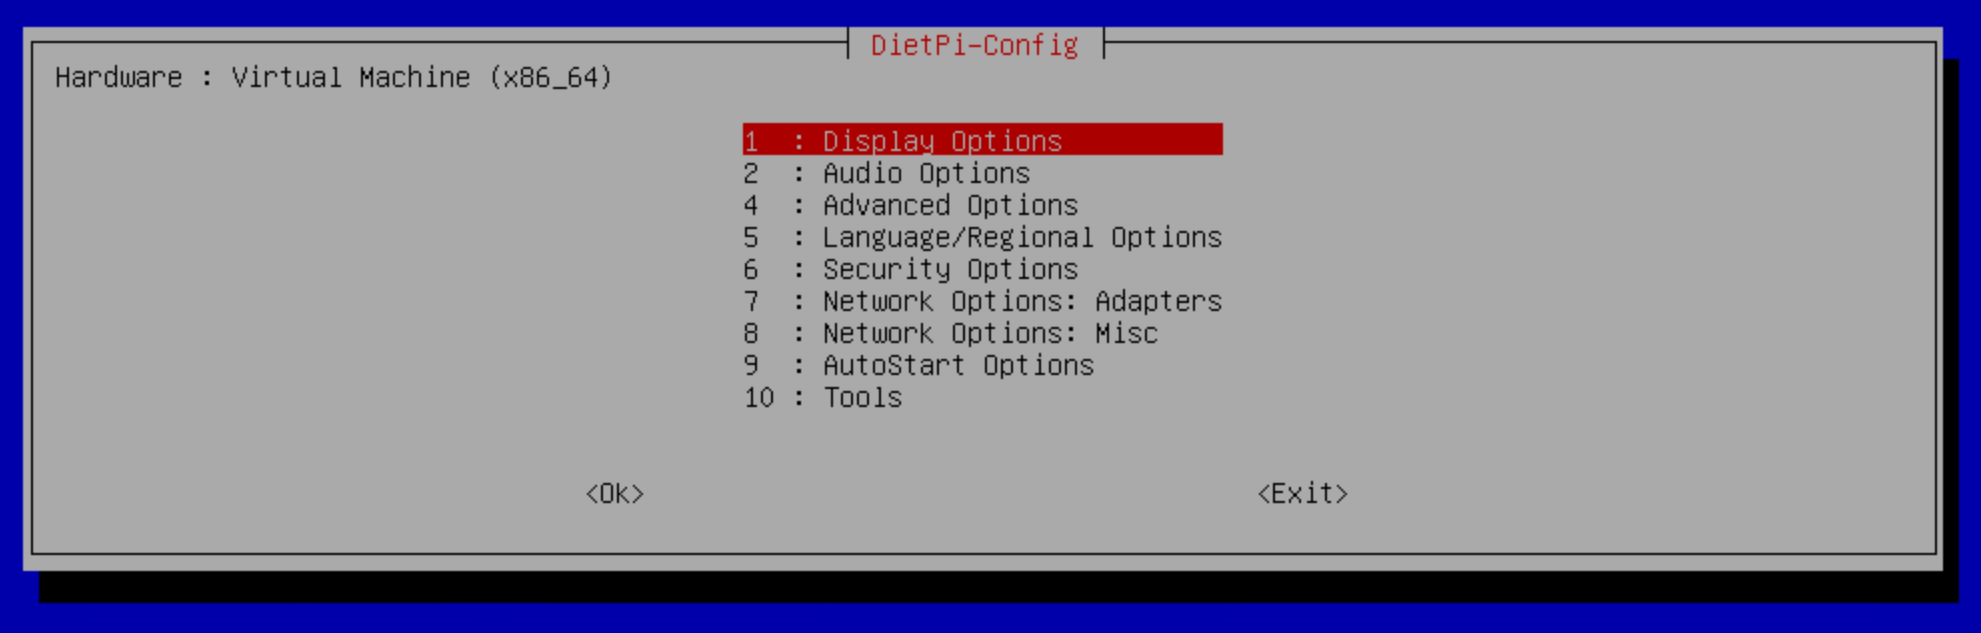 DietPi-Config
Hardware : Virtual Machine (x86_64)
1 : Display Options
2 : Audio Options
4 : Advanced Options
5 : Language/Regional Options
6 : Security Options
7 : Network Options: Adapters
8 : Network Options: Misc
9 : AutoStart Options
10 : Tools
<Ok> <Exit>